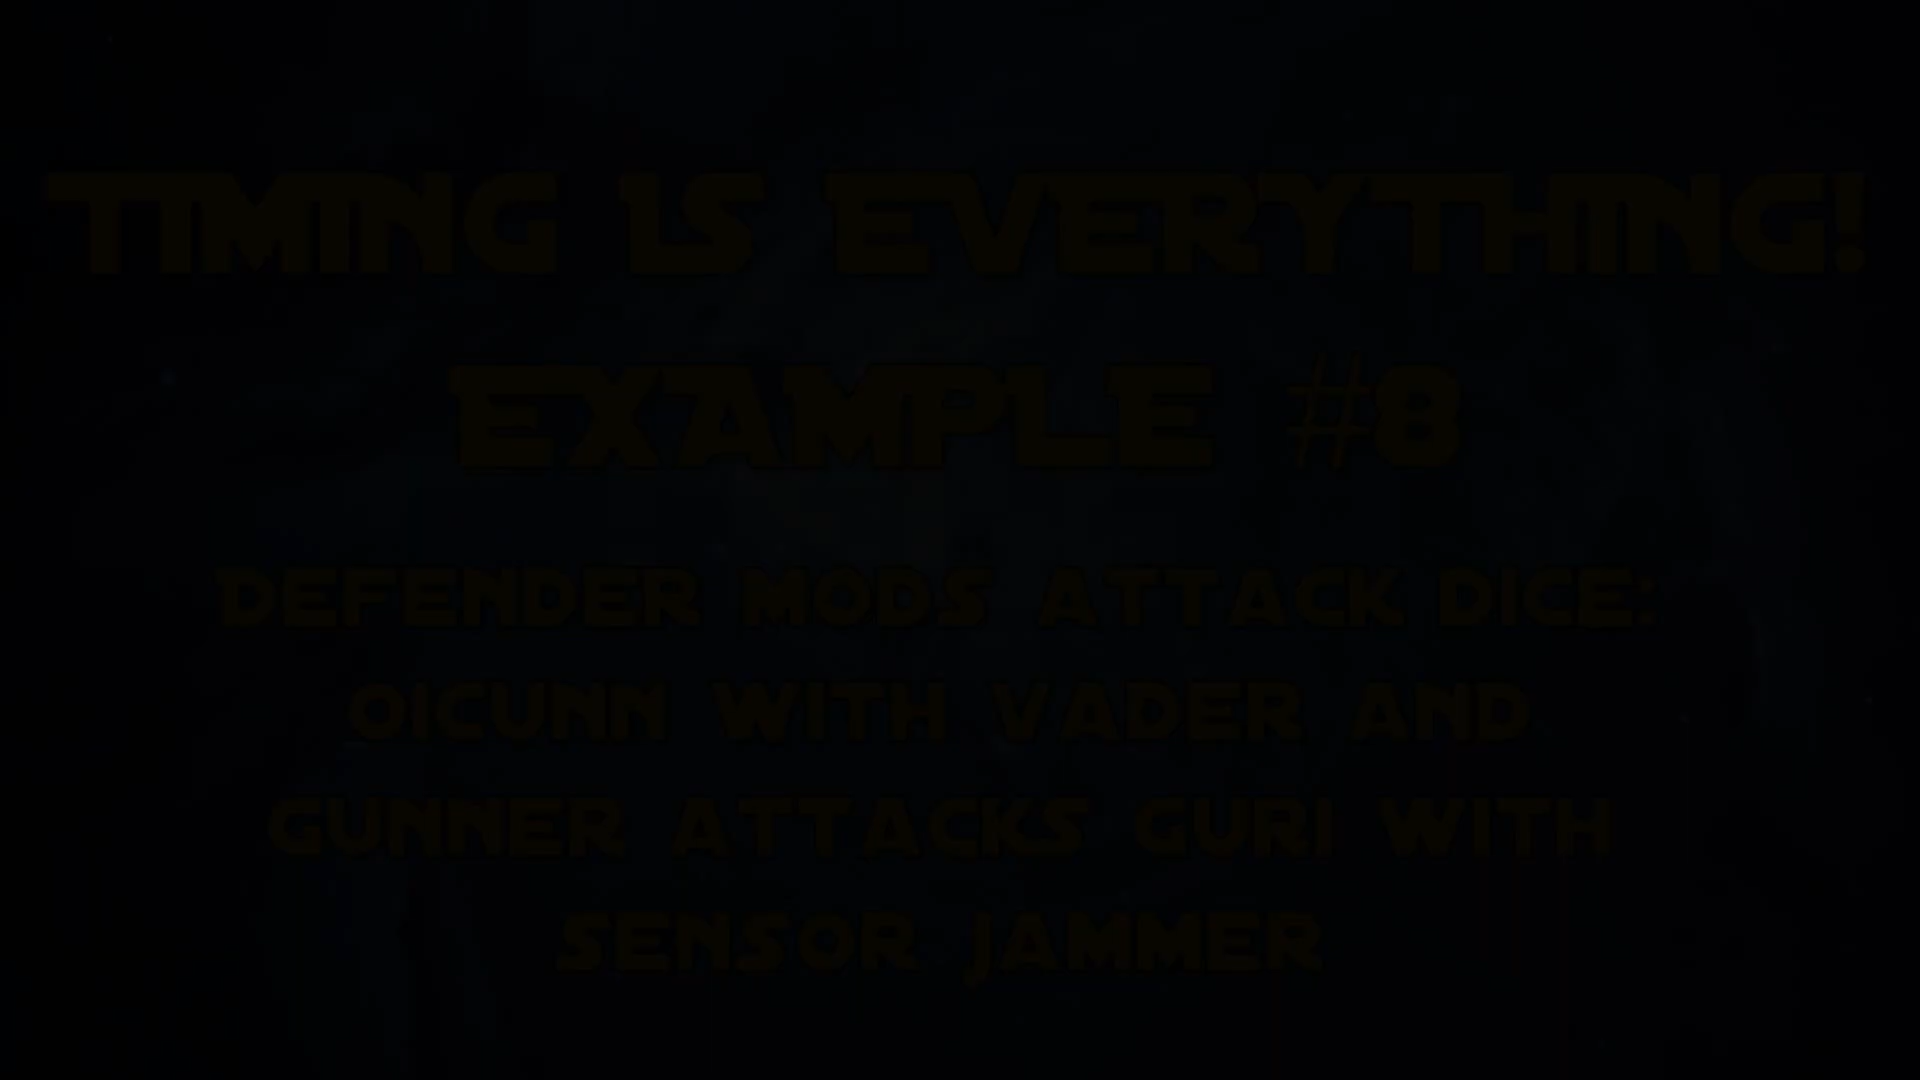 TIMING IS EVERYTHING!
EXAMPLE #8
DEFENDER MODS ATTACK DICE:
OICUNN WITH VADER AND
GUNNER ATTACKS GURI WITH
SENSOR JAMMER